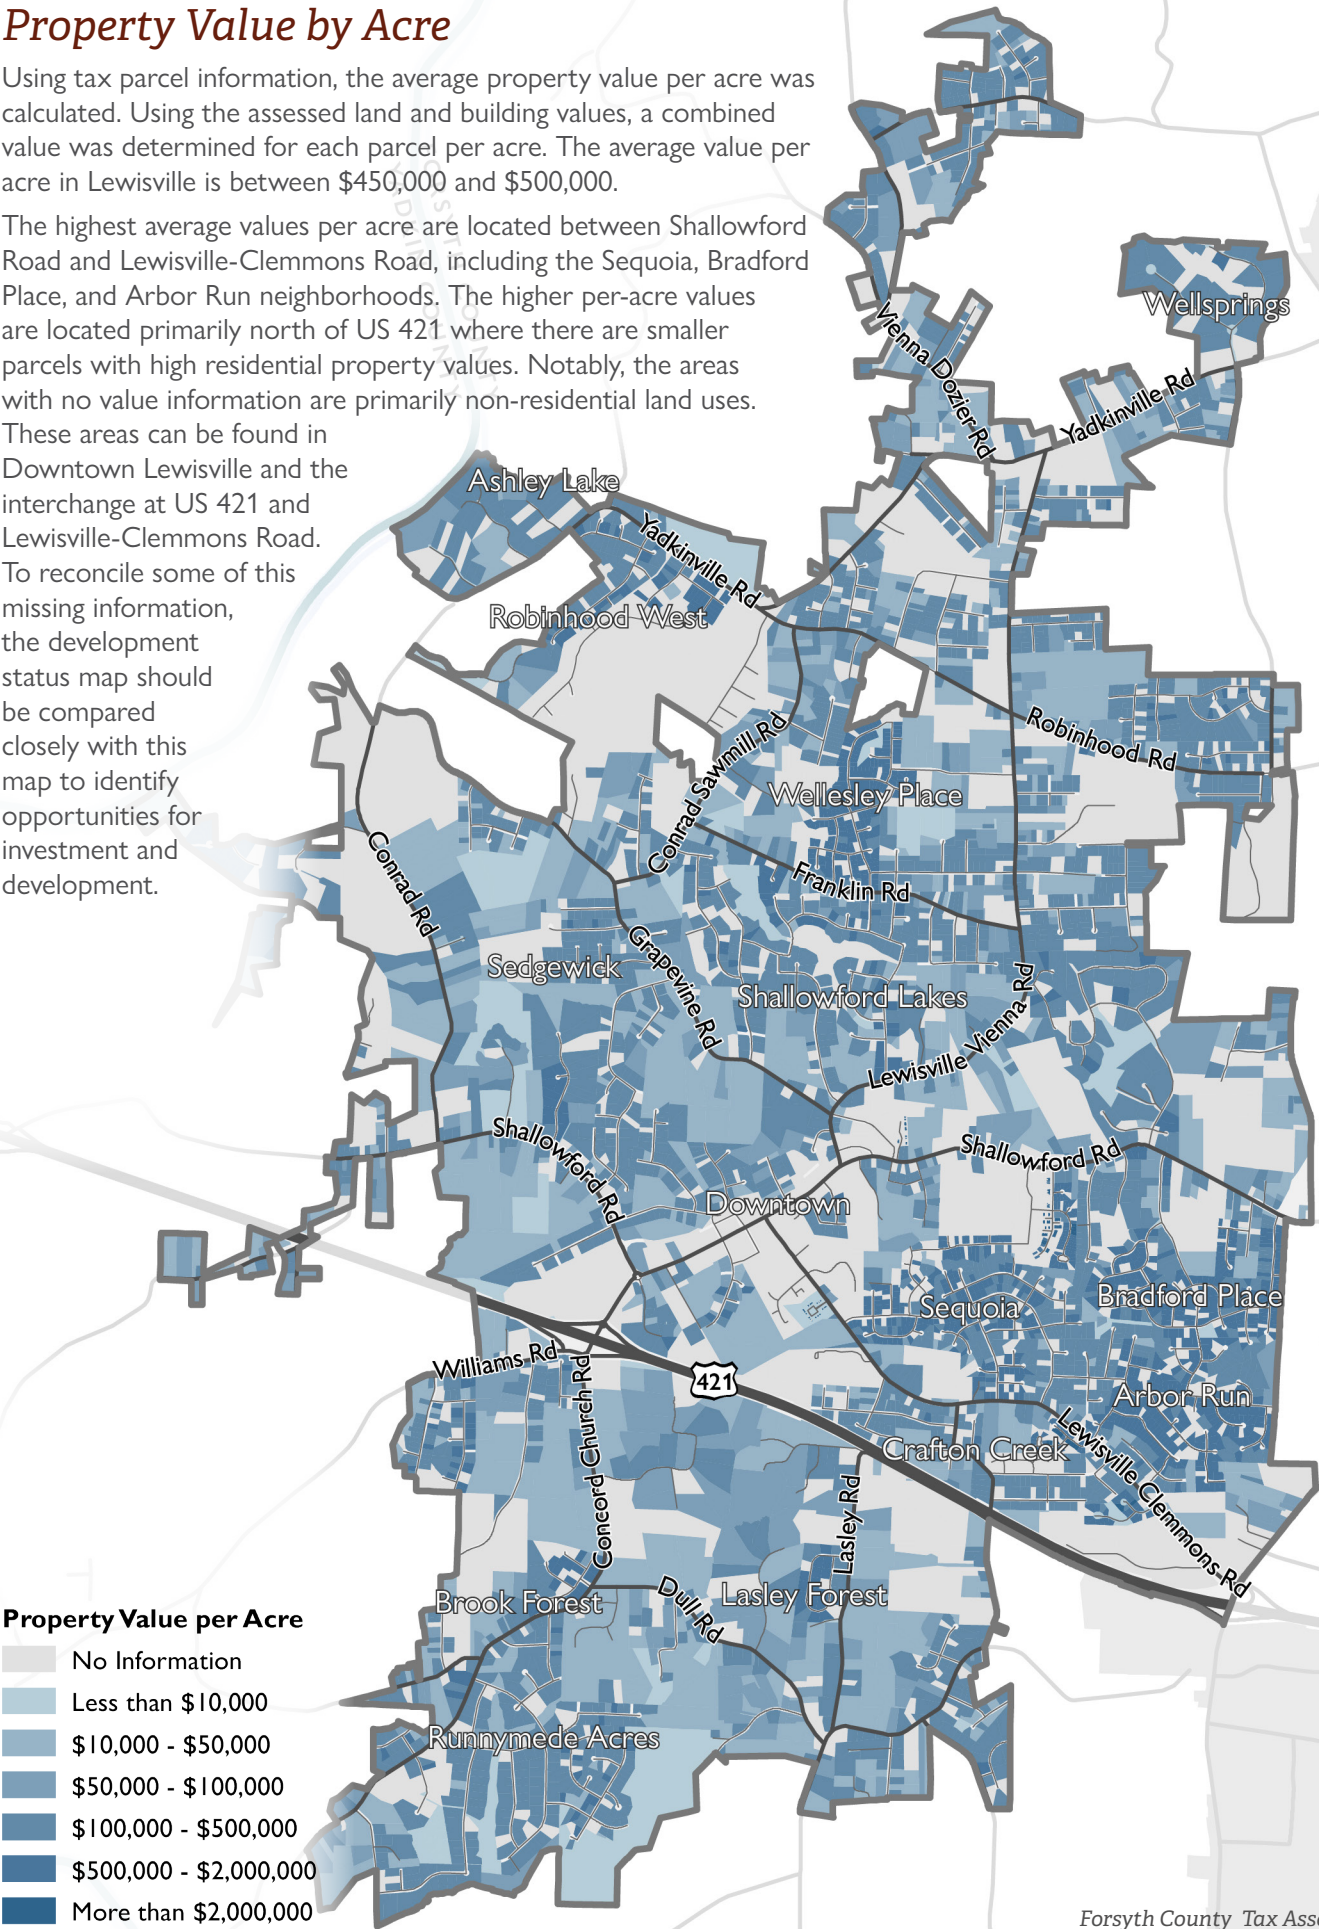 Property Value by Acre
Using tax parcel information, the average property value per acre was
calculated. Using the assessed land and building values, a combined
value was determined for each parcel per acre. The average value per
acre in Lewisville is between $450,000 and $500,000.
The highest average values per acre are located between Shallowford
Road and Lewisville-Clemmons Road, including the Sequoia, Bradford
Place, and Arbor Run neighborhoods. The higher per-acre values
are located primarily north of US 421 where there are smaller
parcels with high residential property values. Notably, the areas
with no value information are primarily non-residential land uses.
These areas can be found in
Downtown Lewisville and the
interchange at US 421 and
Lewisville-Clemmons Road.
To reconcile some of this
missing information,
the development
status map should
be compared
closely with this
map to identify
opportunities for
investment and
development.
Wellsprings
Vienna Dozier Rd
Yadkinville Rd
Ashley Lake
Yadkinville Rd
Robinhood West
Robinhood Rd
Conrad Sawmill Rd
Wellesley Place
Conrad Rd
Franklin Rd
Grapevine Rd
Sedgewick
Shallowford Lakes
Lewisville Vienna Rd
Shallowford Rd
Shallowford Rd
Downtown
Sequoia
Bradford Place
Williams Rd
421
Concord Church Rd
Arbor Run
Lewisville Clemmons Rd
Crafton Creek
Lasley Rd
Brook Forest
Dull Rd
Lasley Forest
Runnymede Acres
Property Value per Acre
No Information
Less than $10,000
$10,000 - $50,000
$50,000 - $100,000
$100,000 - $500,000
$500,000 - $2,000,000
More than $2,000,000
Forsyth County Tax Asse